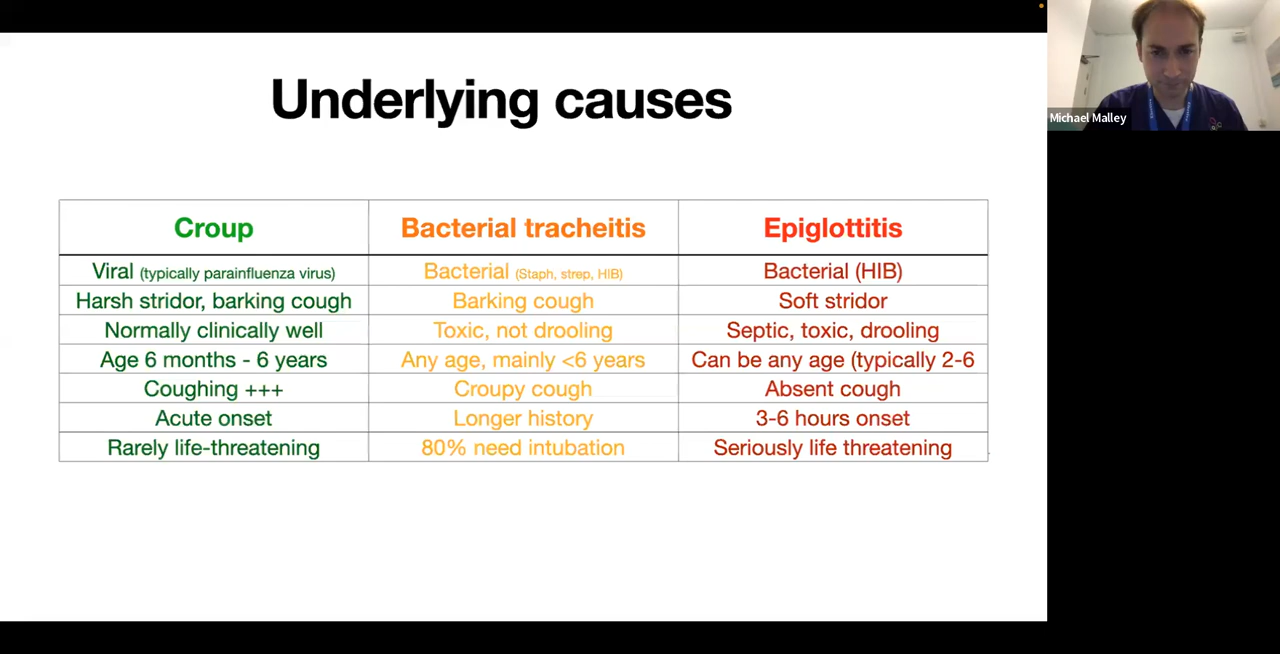 Underlying causes
Michael Malley
Croup Bacterial tracheitis Epiglottitis
Viral (typically parainfluenza virus) Bacterial (Staph, strep, HIB) Bacterial (HIB)
Harsh stridor, barking cough Barking cough Soft stridor
Normally clinically well Toxic, not drooling Septic, toxic, drooling
Age 6 months - 6 years Any age, mainly <6 years Can be any age (typically 2-6
Coughing +++ Croupy cough Absent cough
Acute onset Longer history 3-6 hours onset
Rarely life-threatening 80% need intubation Seriously life threatening